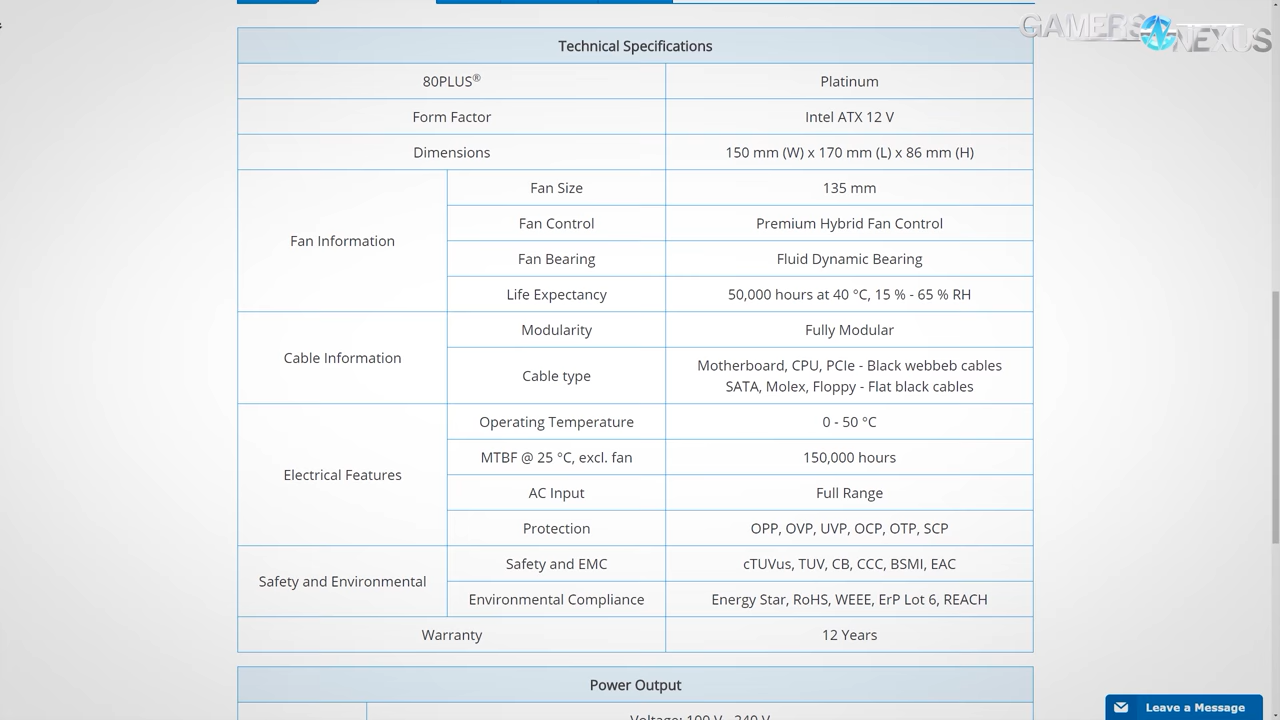 GAMERS NEXUS
Technical Specifications
80PLUS® Platinum
Form Factor Intel ATX 12 V
Dimensions 150 mm (W) x 170 mm (L) x 86 mm (H)
Fan Information
Fan Size 135 mm
Fan Control Premium Hybrid Fan Control
Fan Bearing Fluid Dynamic Bearing
Life Expectancy 50,000 hours at 40 °C, 15 % - 65 % RH
Cable Information
Modularity Fully Modular
Cable type
Motherboard, CPU, PCIe - Black webbeb cables
SATA, Molex, Floppy - Flat black cables
Electrical Features
Operating Temperature 0 - 50 °C
MTBF @ 25 °C, excl. fan 150,000 hours
AC Input Full Range
Protection OPP, OVP, UVP, OCP, OTP, SCP
Safety and Environmental
Safety and EMC cTUVus, TUV, CB, CCC, BSMI, EAC
Environmental Compliance Energy Star, RoHS, WEEE, ErP Lot 6, REACH
Warranty 12 Years
Power Output
Voltage: 100 V - 240 V
Leave a Message